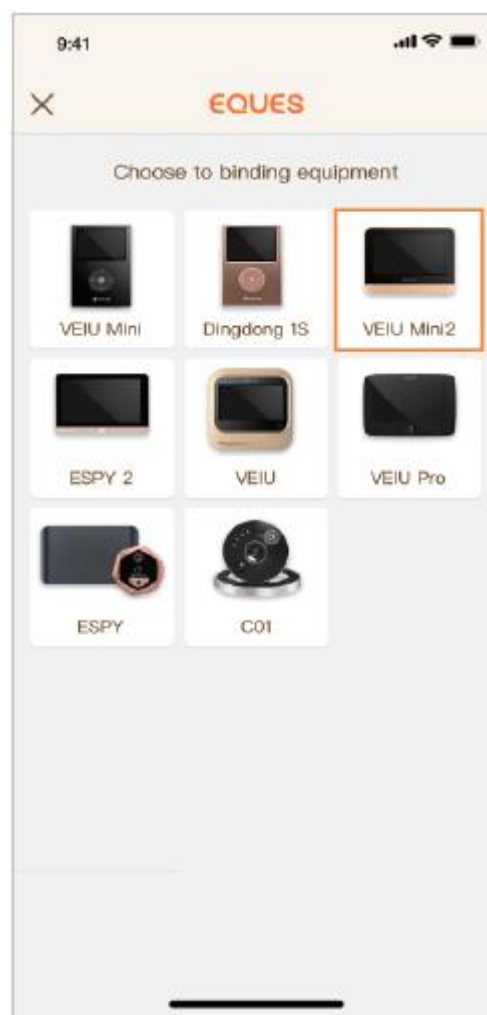 9:41
EQUES
Choose to binding equipment
VEIU Mini
Dingdong 1S
VEIU Mini2
ESPY 2
VEIU
VEIU Pro
ESPY
C01